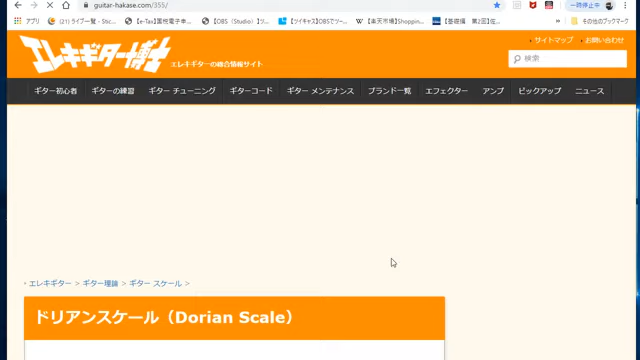 guitar-hakase.com/355/
一時停止中
アプリ (21) ライブ一覧 - Stic... 【e-Tax】国税電子申... 【OBS（Studio）】ツ... 【ツイキャス】OBSでツー... 【楽天市場】Shoppin... 【基礎編 第2回】佐... その他のブックマーク
サイトマップ お問い合わせ
エレキギター博士 エレキギターの総合情報サイト
検索
ギター初心者 ギターの練習 ギター チューニング ギターコード ギター メンテナンス ブランド一覧 エフェクター アンプ ピックアップ ニュース
エレキギター > ギター理論 > ギター スケール >
ドリアンスケール（Dorian Scale）